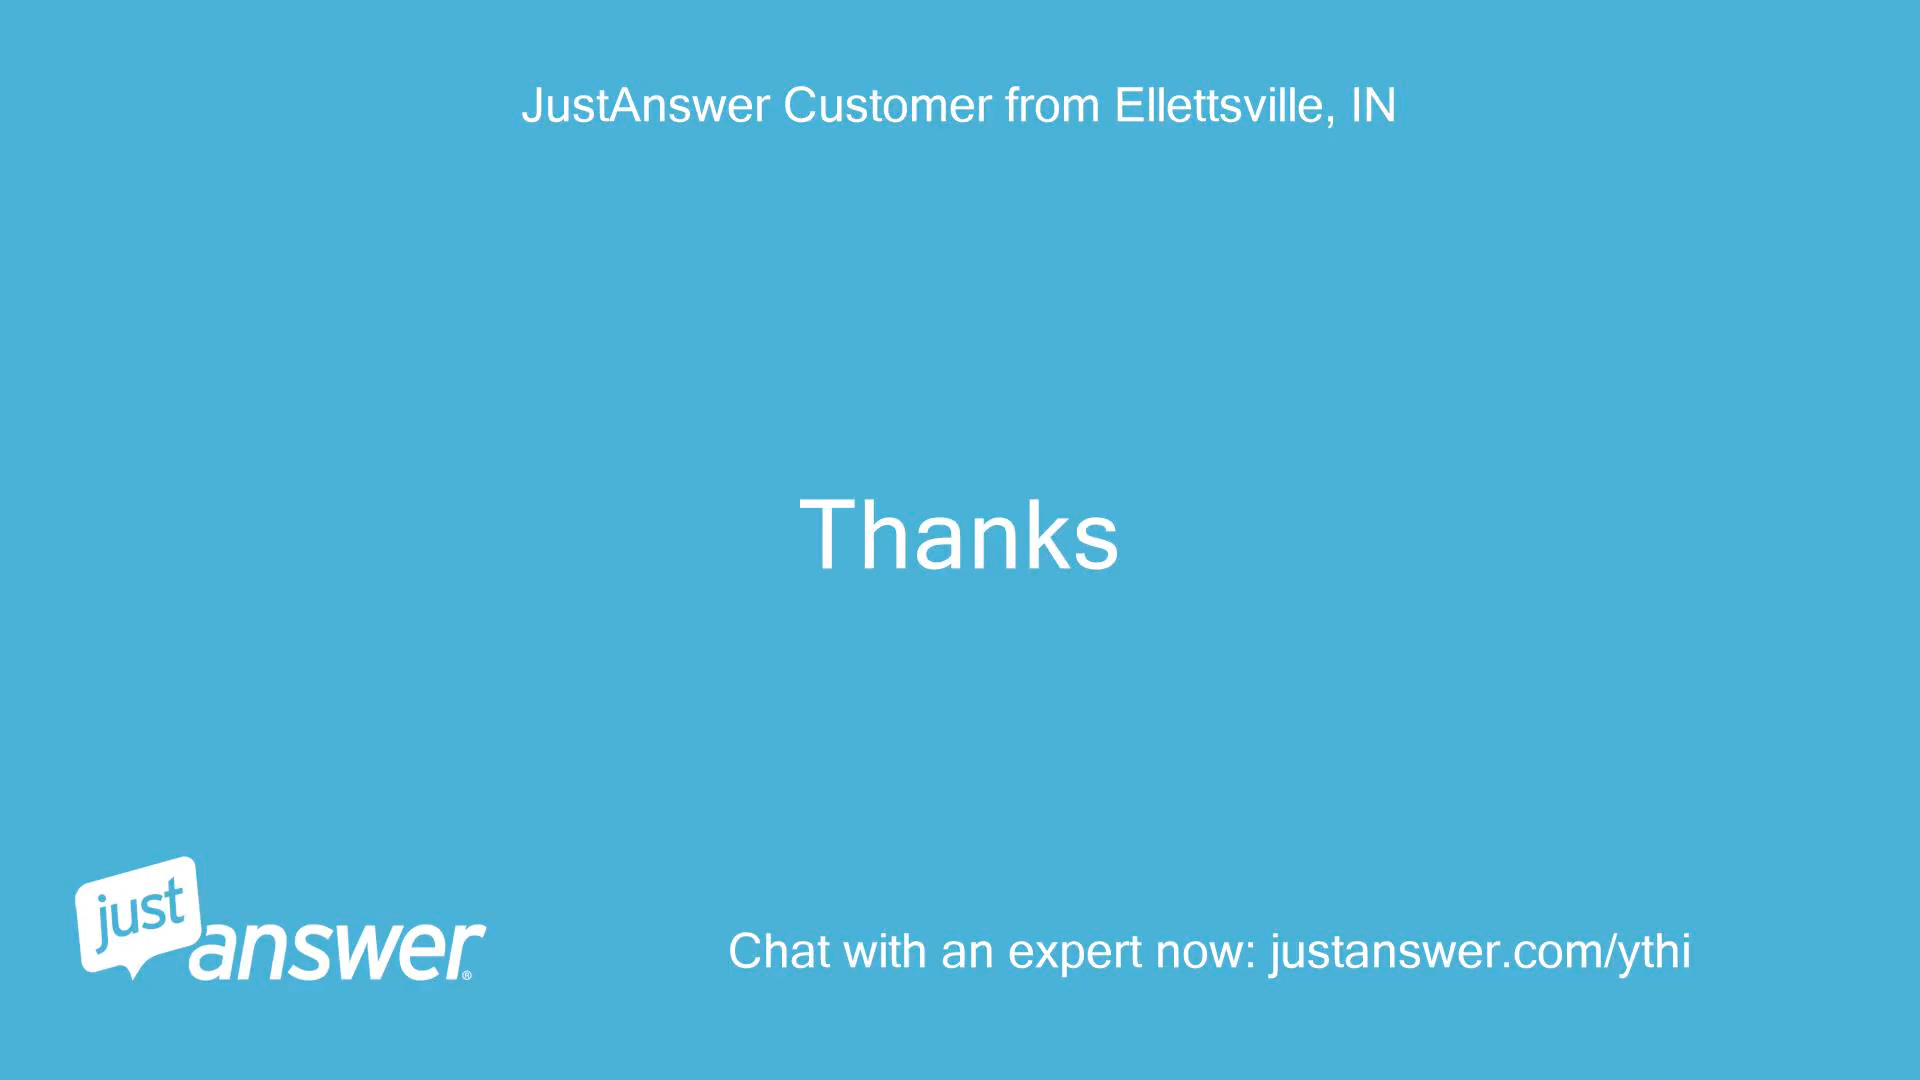 JustAnswer Customer from Ellettsville, IN
Thanks
just
answer®
Chat with an expert now: justanswer.com/ythi